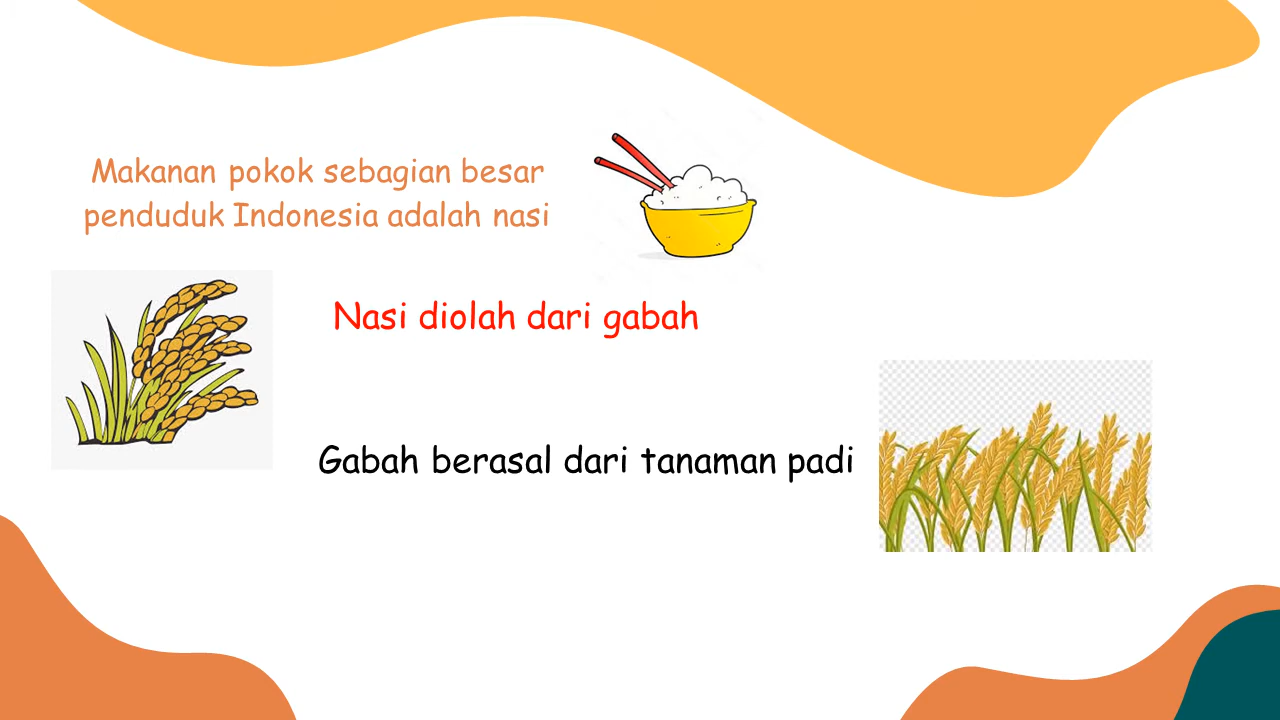 Makanan pokok sebagian besar
penduduk Indonesia adalah nasi
Nasi diolah dari gabah
Gabah berasal dari tanaman padi